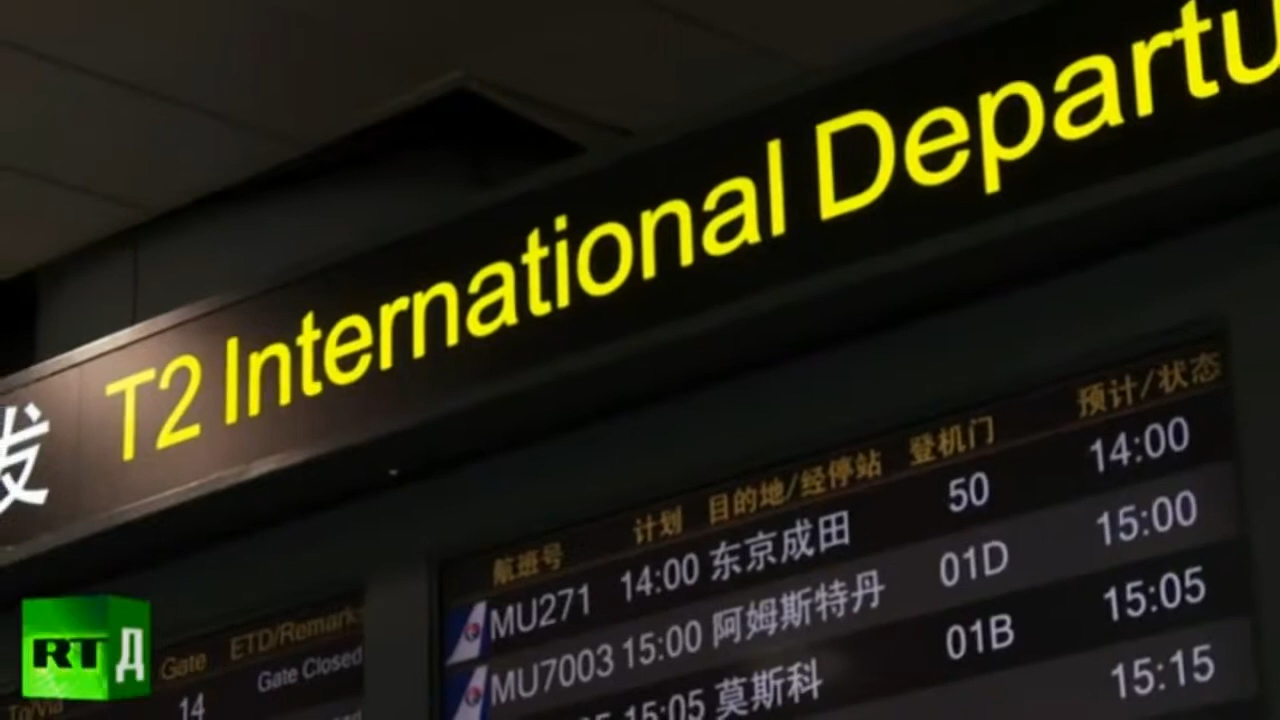 发 T2 International Departu
航班号 计划 目的地/经停站 登机门 预计/状态
MU271 14:00 东京成田 50 14:00
MU7003 15:00 阿姆斯特丹 01D 15:00
15:05 莫斯科 01B 15:05
15:15
Gate ETD/Remark
Gate Closed
To/Via 14
RT Д